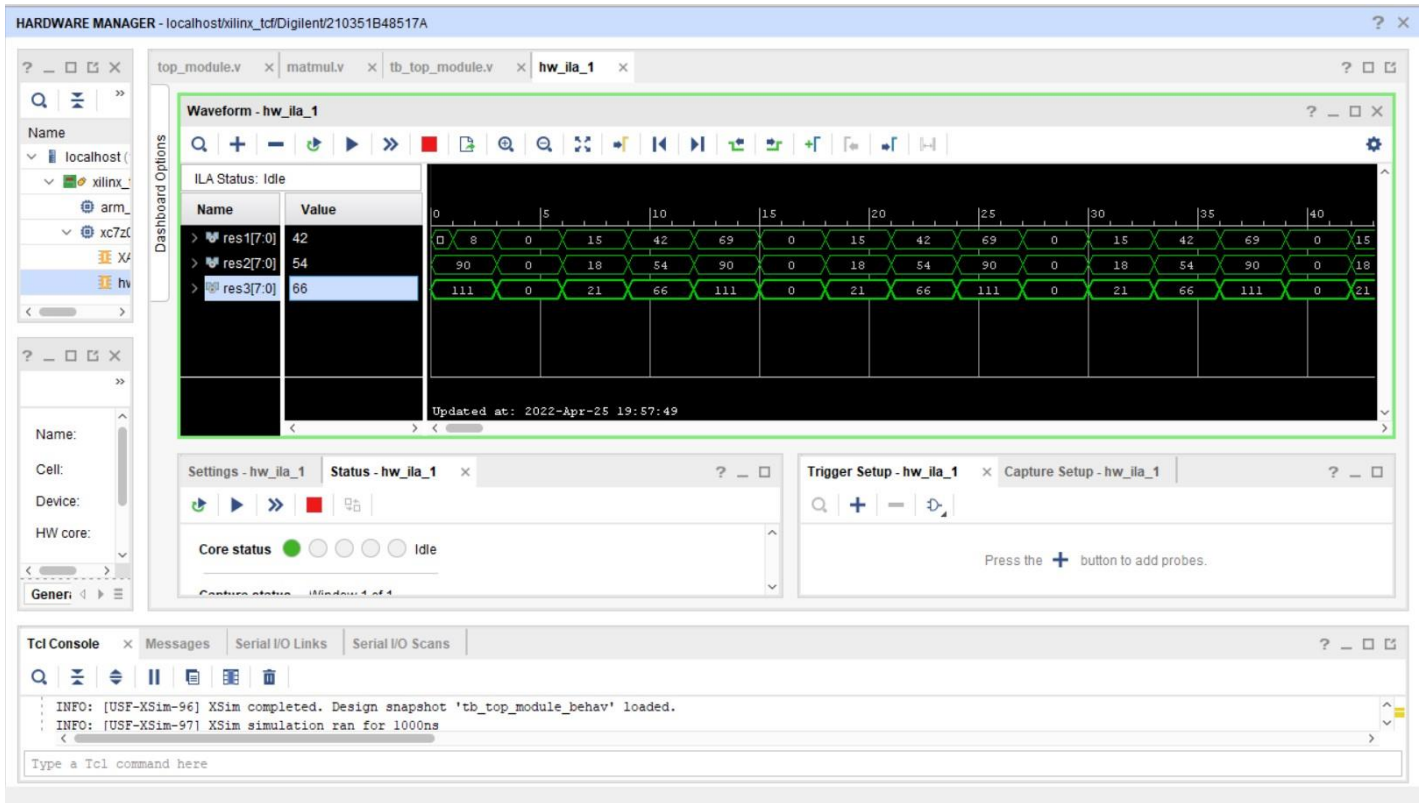 HARDWARE MANAGER - localhost/xilinx_tcf/Digilent/210351B48517A
top_module.v
matmul.v
tb_top_module.v
hw_ila_1
Name
localhost (
xilinx_
arm_
xc7z0
XA
hw
Dashboard Options
Waveform - hw_ila_1
ILA Status: Idle
Name Value
0 5 10 15 20 25 30 35 40
res1[7:0] 42 8 0 15 42 69 0 15 42 69 0 15 42 69 0 15
res2[7:0] 54 90 0 18 54 90 0 18 54 90 0 18 54 90 0 18
res3[7:0] 66 111 0 21 66 111 0 21 66 111 0 21 66 111 0 21
Updated at: 2022-Apr-25 19:57:49
Name:
Cell:
Device:
HW core:
Settings - hw_ila_1 Status - hw_ila_1
Core status Idle
Capture status Window 1 of 1
Trigger Setup - hw_ila_1 Capture Setup - hw_ila_1
Press the + button to add probes.
Tcl Console Messages Serial I/O Links Serial I/O Scans
INFO: [USF-XSim-96] XSim completed. Design snapshot 'tb_top_module_behav' loaded.
INFO: [USF-XSim-97] XSim simulation ran for 1000ns
Type a Tcl command here